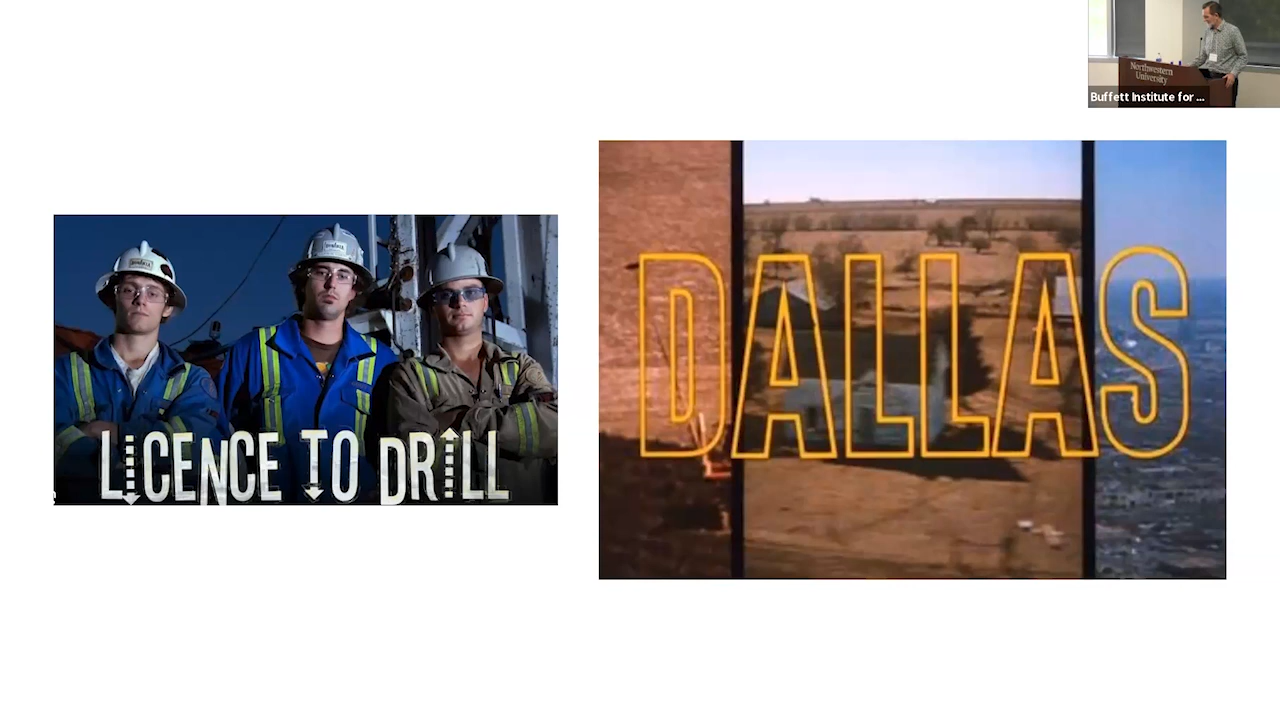 Northwestern
University
Buffett Institute for ...
LICENCE TO DRILL
DALLAS